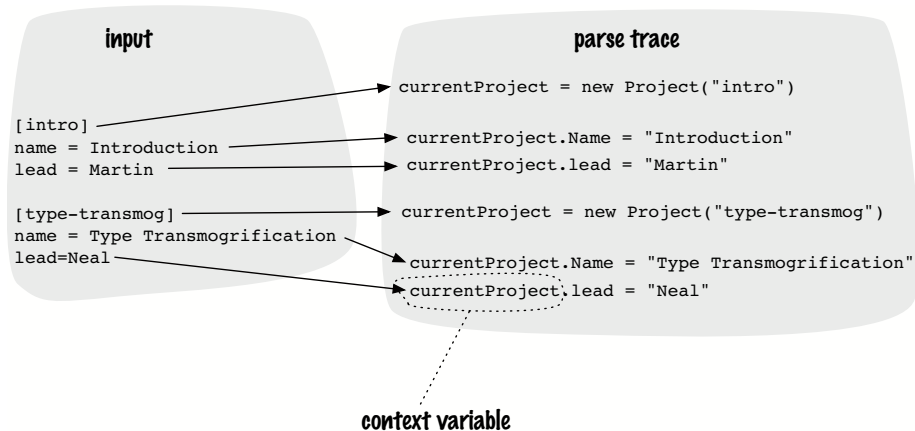 input
[intro]
name = Introduction
lead = Martin
[type-transmog]
name = Type Transmogrification
lead=Neal
parse trace
currentProject = new Project("intro")
currentProject.Name = "Introduction"
currentProject.lead = "Martin"
currentProject = new Project("type-transmog")
currentProject.Name = "Type Transmogrification"
currentProject.lead = "Neal"
context variable